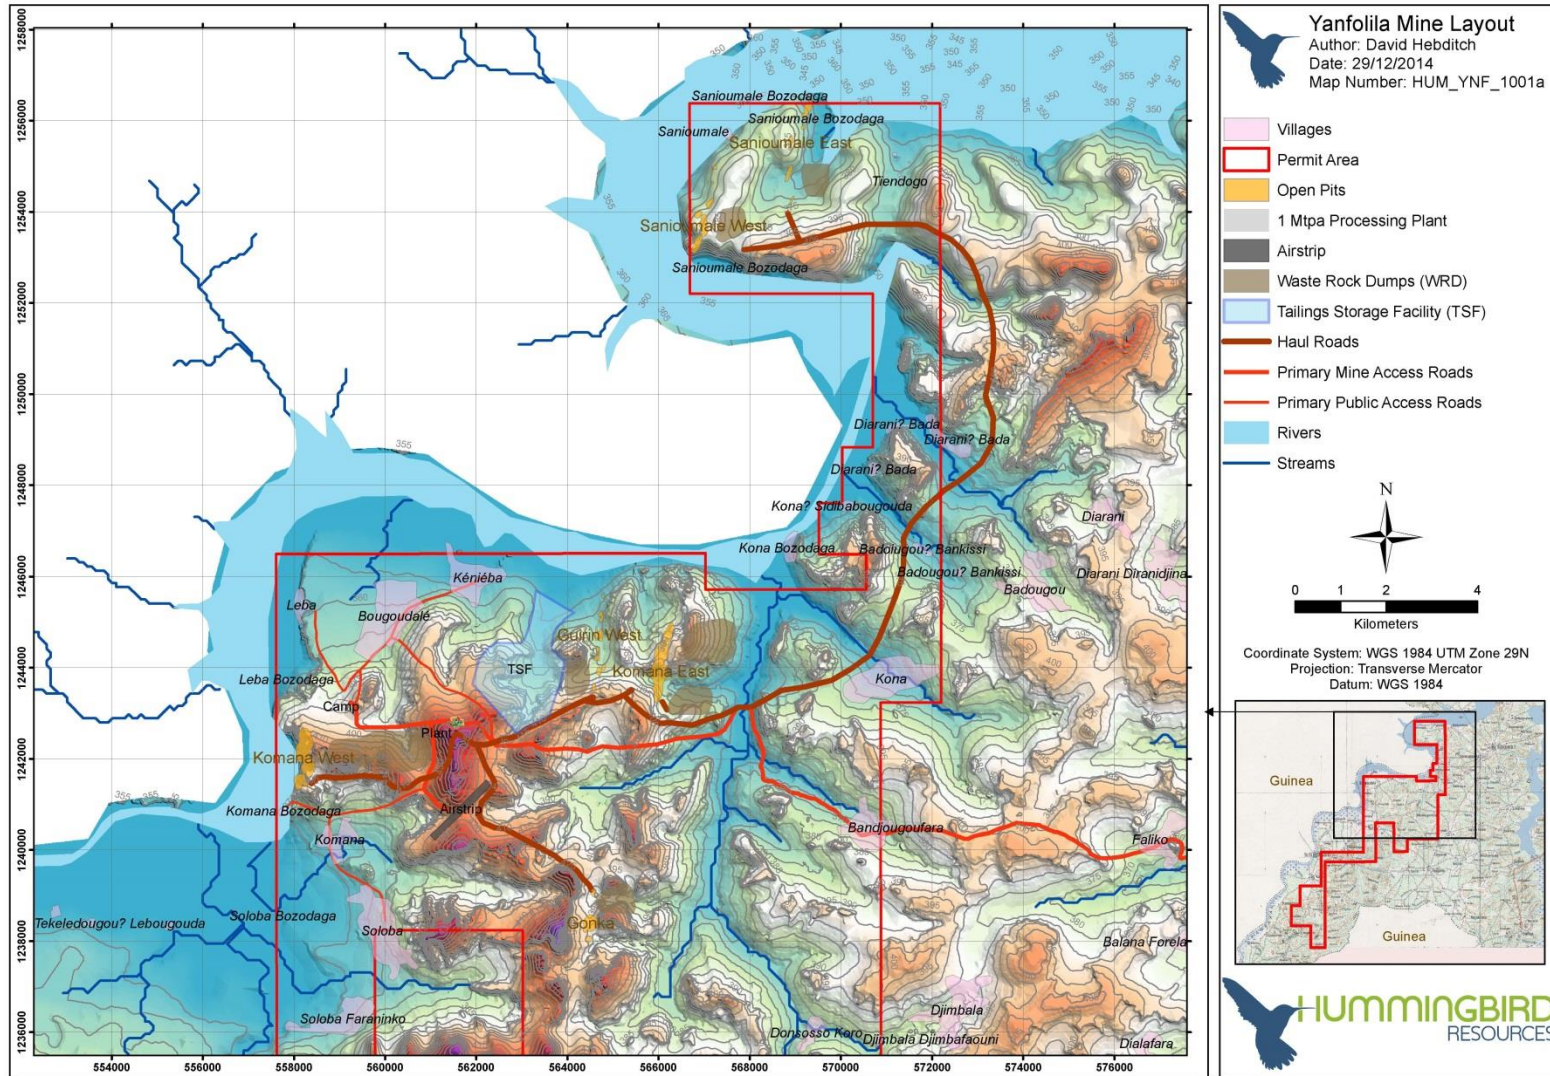 Yanfolila Mine Layout
Author: David Hebditch
Date: 29/12/2014
Map Number: HUM_YNF_1001a
Villages
Permit Area
Open Pits
1 Mtpa Processing Plant
Airstrip
Waste Rock Dumps (WRD)
Tailings Storage Facility (TSF)
Haul Roads
Primary Mine Access Roads
Primary Public Access Roads
Rivers
Streams
N
0 2 4
Kilometers
Coordinate System: WGS 1984 UTM Zone 29N
Projection: Transverse Mercator
Datum: WGS 1984
Guinea
Guinea
HUMMINGBIRD
RESOURCES
1258000
1256000
1254000
1252000
1250000
1248000
1246000
1244000
1242000
1240000
1238000
1236000
554000 556000 558000 560000 562000 564000 566000 568000 570000 572000 574000 576000
Sanioumale Bozodaga
Sanioumale Bozodaga
Sanioumale
Sanioumale East
Tiendogo
Sanioumale West
Sanioumale Bozodaga
Diarani? Bada
Diarani? Bada
Diarani? Bada
Kona? Sidibabougouda
Diarani
Kona Bozodaga
Badougou? Bankissi
Badougou? Bankissi
Diarani Diranidjina
Badougou
Kéniéba
Leba
Bougoudalé
Guirin West
TSF
Komana East
Kona
Leba Bozodaga
Camp
Plant
Komana West
Komana Bozodaga
Airstrip
Komana
Bandjougoufara
Faliko
Soloba Bozodaga
Tekeledougou? Lebougouda
Soloba
Gonka
Balana Forela
Soloba Faraninko
Djimbala
Donsosso Koro
Djimbala Djimbafaouni
Dialafara